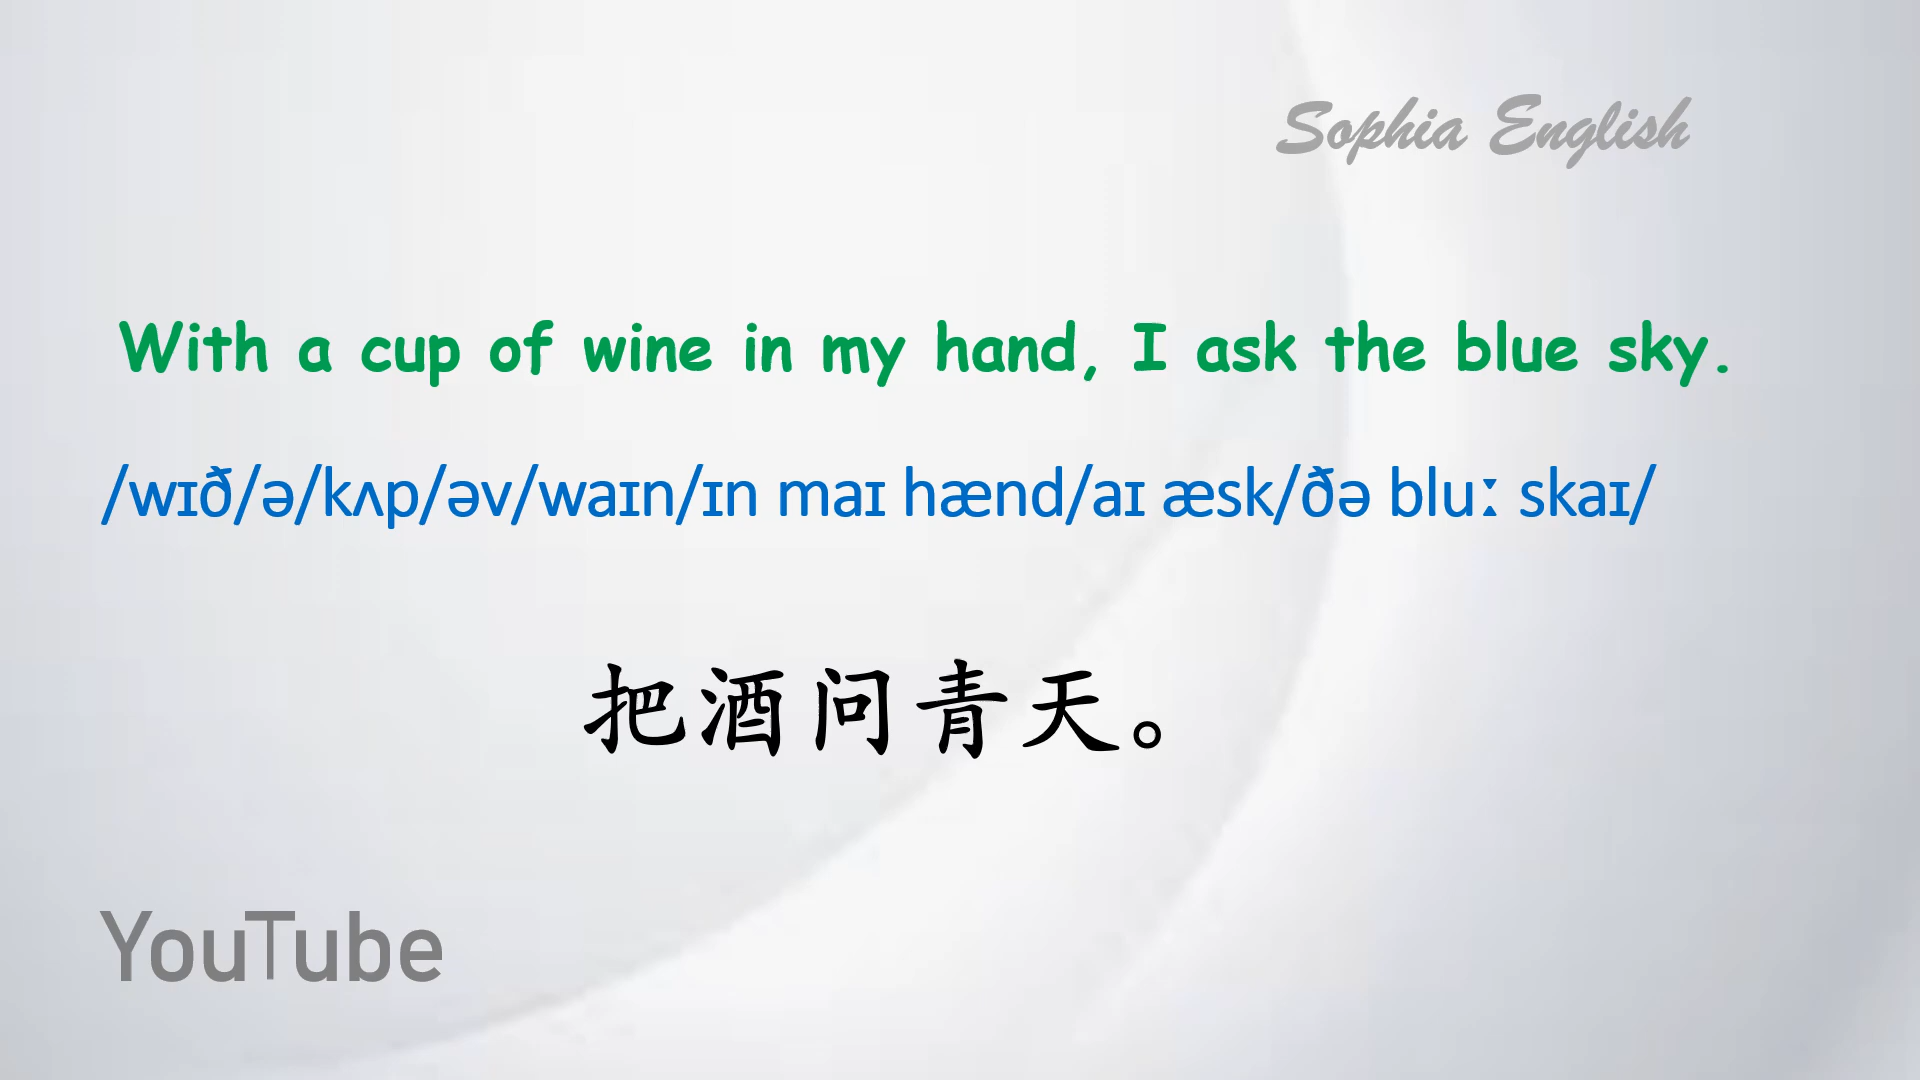 Sophia English
With a cup of wine in my hand, I ask the blue sky.
/wɪð/ə/kʌp/əv/waɪn/ɪn maɪ hænd/aɪ æsk/ðə bluː skaɪ/
把酒问青天。
YouTube